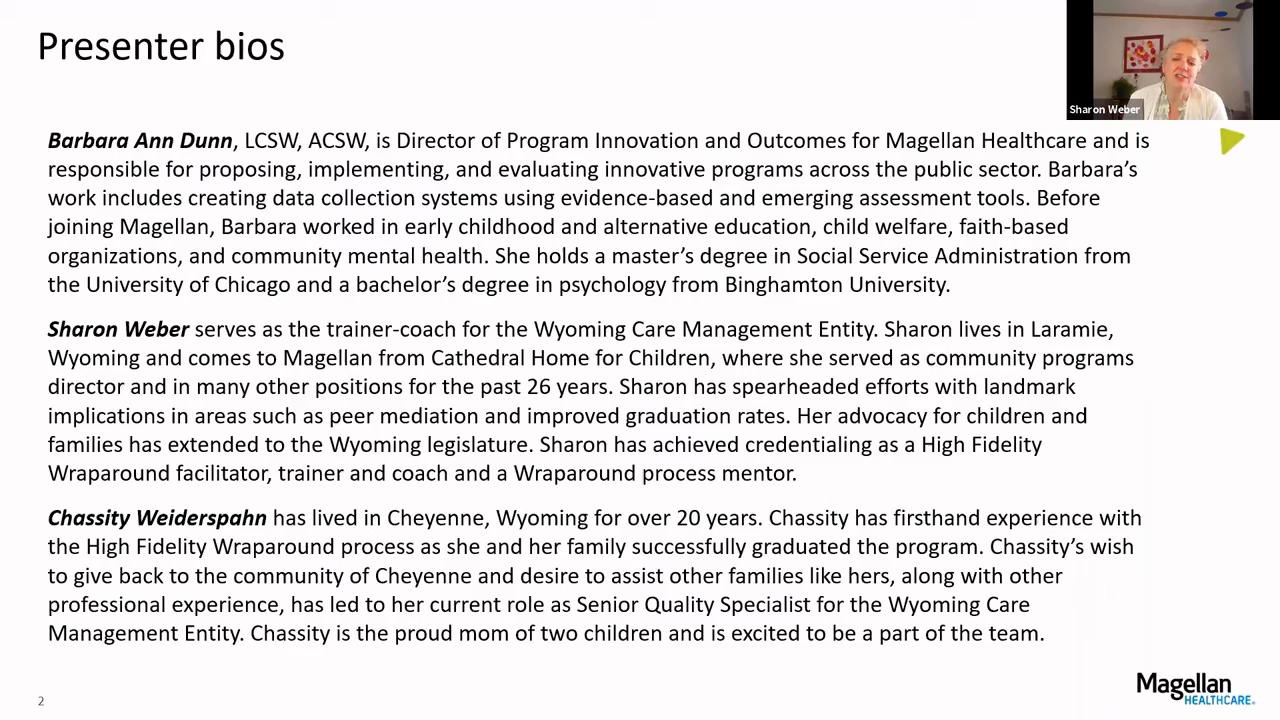 Presenter bios
Sharon Weber
Barbara Ann Dunn, LCSW, ACSW, is Director of Program Innovation and Outcomes for Magellan Healthcare and is
responsible for proposing, implementing, and evaluating innovative programs across the public sector. Barbara’s
work includes creating data collection systems using evidence-based and emerging assessment tools. Before
joining Magellan, Barbara worked in early childhood and alternative education, child welfare, faith-based
organizations, and community mental health. She holds a master’s degree in Social Service Administration from
the University of Chicago and a bachelor’s degree in psychology from Binghamton University.
Sharon Weber serves as the trainer-coach for the Wyoming Care Management Entity. Sharon lives in Laramie,
Wyoming and comes to Magellan from Cathedral Home for Children, where she served as community programs
director and in many other positions for the past 26 years. Sharon has spearheaded efforts with landmark
implications in areas such as peer mediation and improved graduation rates. Her advocacy for children and
families has extended to the Wyoming legislature. Sharon has achieved credentialing as a High Fidelity
Wraparound facilitator, trainer and coach and a Wraparound process mentor.
Chassity Weiderspahn has lived in Cheyenne, Wyoming for over 20 years. Chassity has firsthand experience with
the High Fidelity Wraparound process as she and her family successfully graduated the program. Chassity’s wish
to give back to the community of Cheyenne and desire to assist other families like hers, along with other
professional experience, has led to her current role as Senior Quality Specialist for the Wyoming Care
Management Entity. Chassity is the proud mom of two children and is excited to be a part of the team.
2
Magellan
HEALTHCARE®